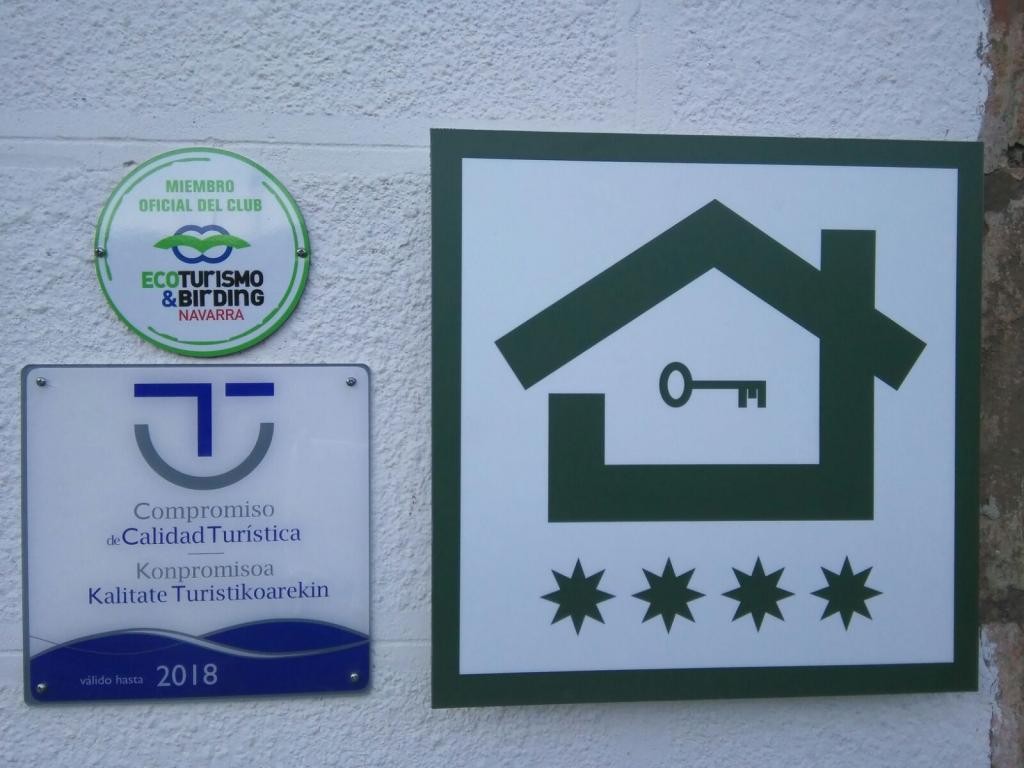 MIEMBRO
OFICIAL DEL CLUB
ECOTURISMO
&BIRDING
NAVARRA
Compromiso
de Calidad Turística
Konpromisoa
Kalitate Turistikoarekin
válido hasta 2018